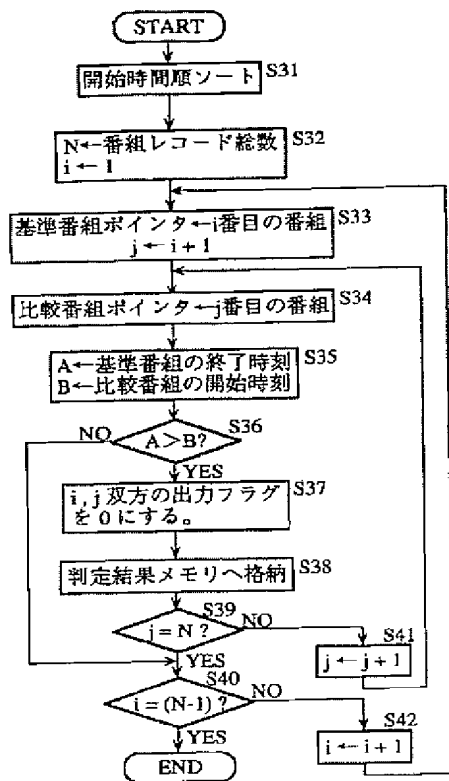 START
開始時間順ソート
S31
N←番組レコード総数
i←1
S32
基準番組ポインタ←i番目の番組
j←i+1
S33
比較番組ポインタ←j番目の番組
S34
A←基準番組の終了時刻
B←比較番組の開始時刻
S35
A>B?
S36
NO
YES
i,j双方の出力フラグ
を0にする。
S37
判定結果メモリへ格納
S38
j=N?
S39
NO
YES
j←j+1
S41
i=(N-1)?
S40
NO
YES
i←i+1
S42
END